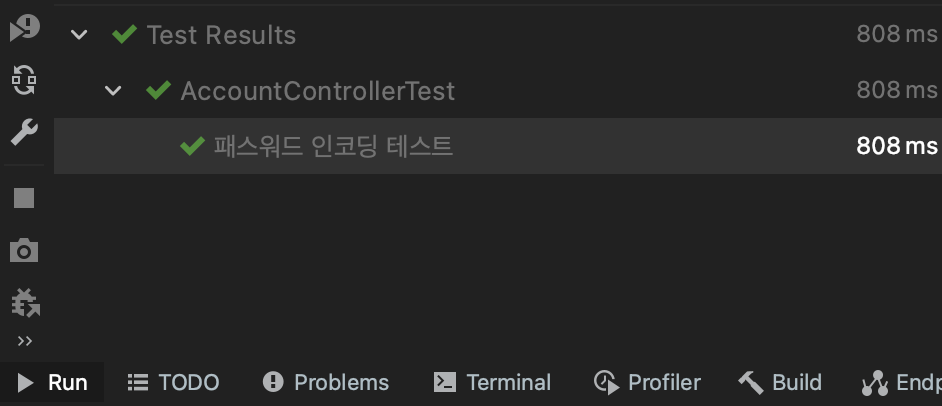 Test Results 808 ms
AccountControllerTest 808 ms
패스워드 인코딩 테스트 808 ms
Run TODO Problems Terminal Profiler Build Endp